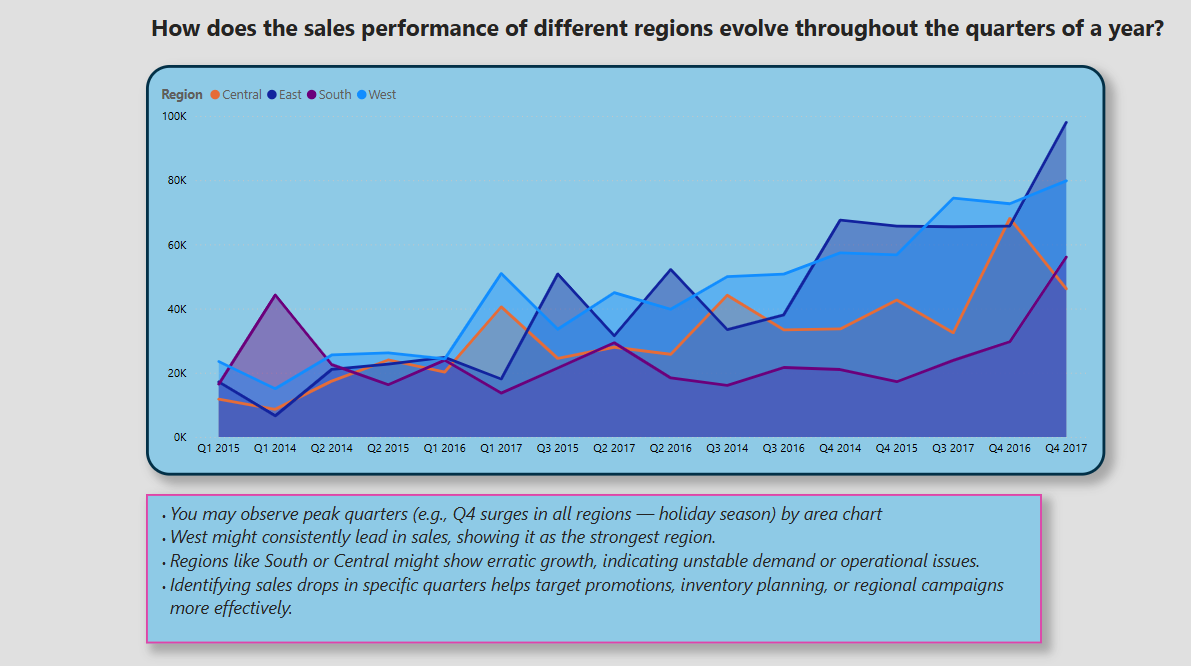 How does the sales performance of different regions evolve throughout the quarters of a year?
Region Central East South West
100K
80K
60K
40K
20K
0K
Q1 2015 Q1 2014 Q2 2014 Q2 2015 Q1 2016 Q1 2017 Q3 2015 Q2 2017 Q2 2016 Q3 2014 Q3 2016 Q4 2014 Q4 2015 Q3 2017 Q4 2016 Q4 2017
• You may observe peak quarters (e.g., Q4 surges in all regions — holiday season) by area chart
• West might consistently lead in sales, showing it as the strongest region.
• Regions like South or Central might show erratic growth, indicating unstable demand or operational issues.
• Identifying sales drops in specific quarters helps target promotions, inventory planning, or regional campaigns
more effectively.